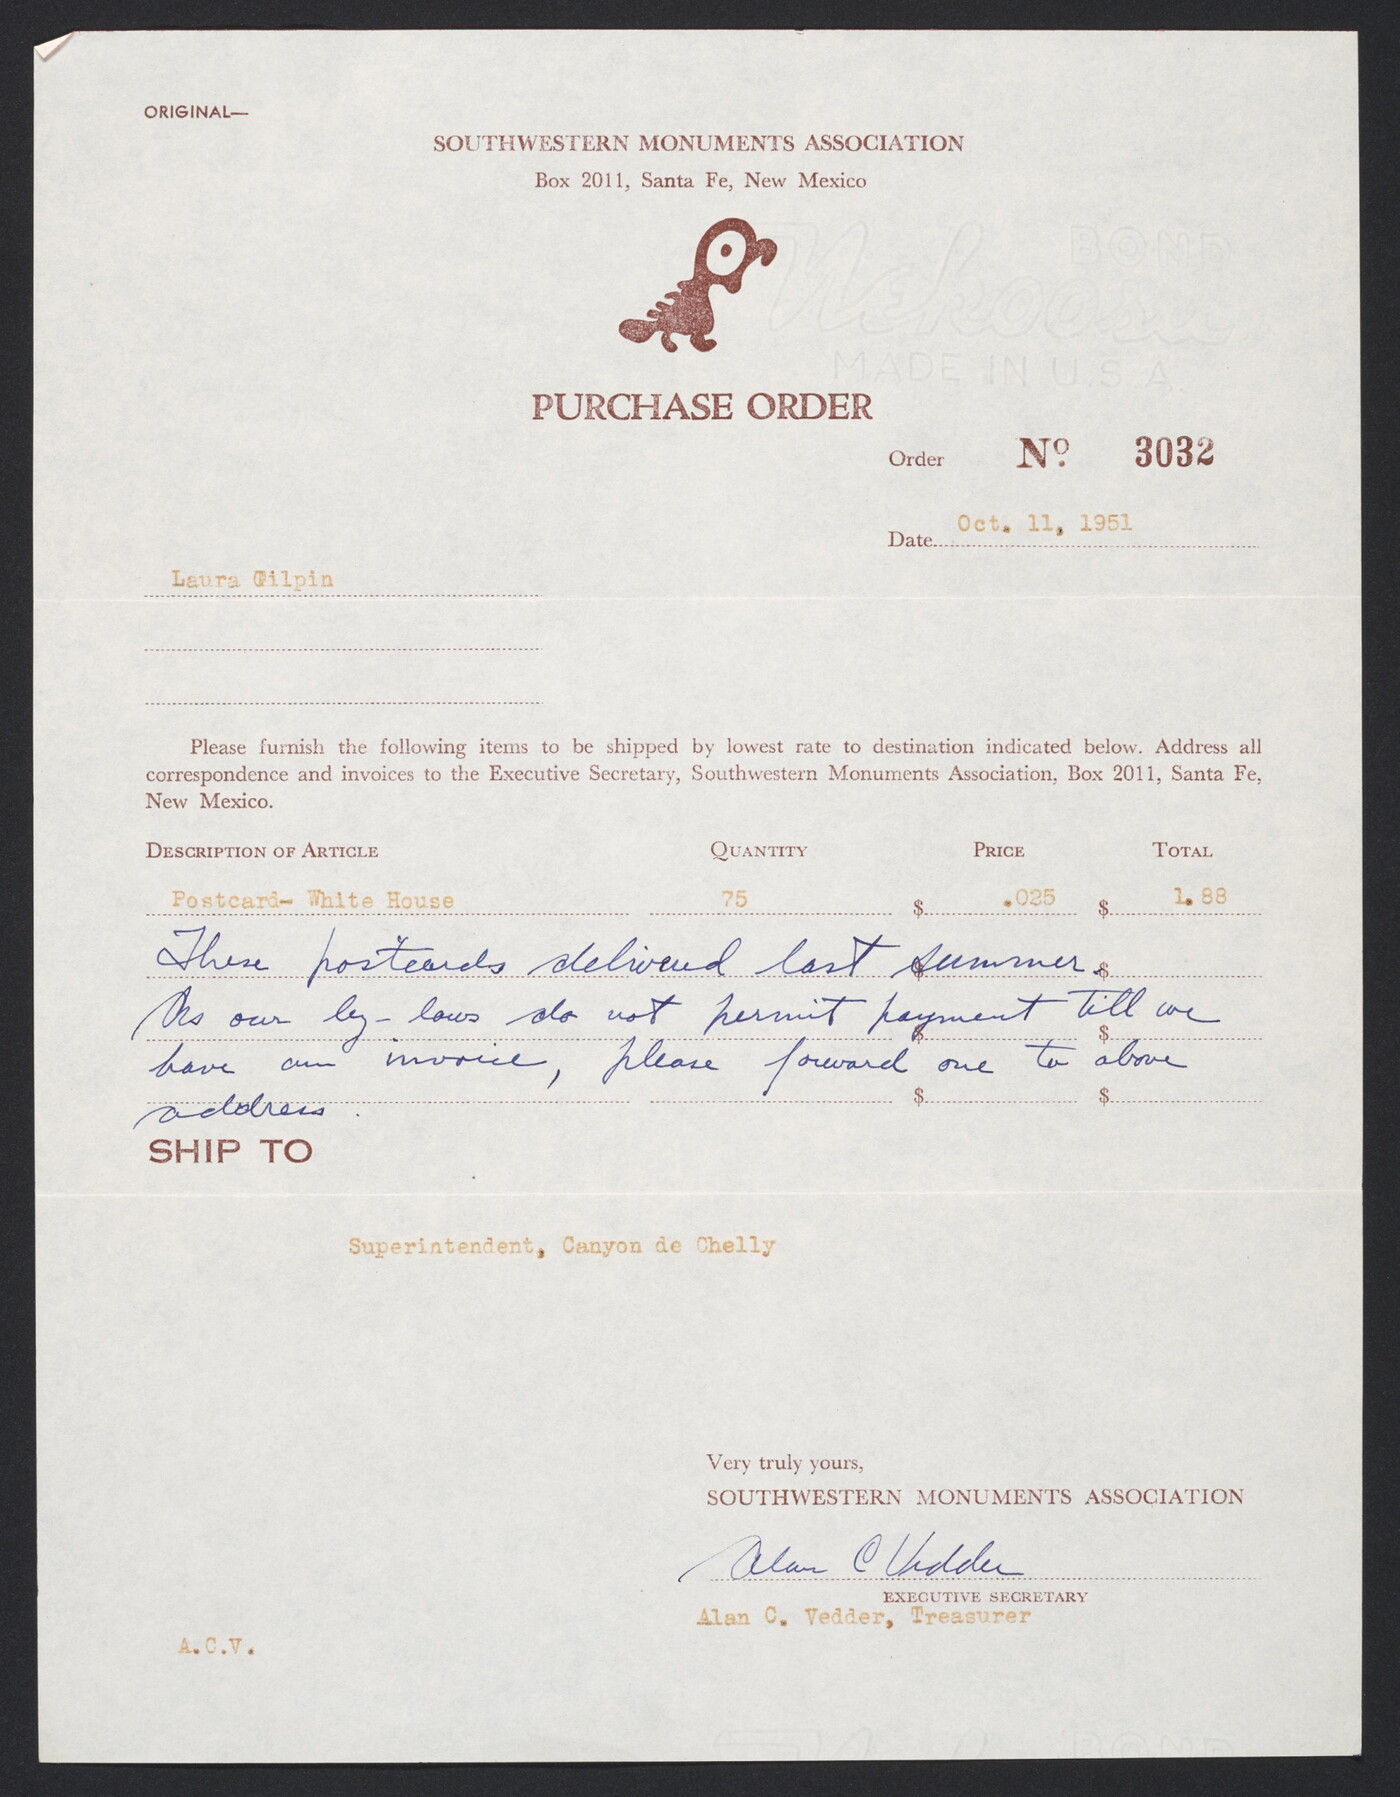 ORIGINAL—
SOUTHWESTERN MONUMENTS ASSOCIATION
Box 2011, Santa Fe, New Mexico
BOND
Nekoosa
MADE IN U.S.A.
PURCHASE ORDER
Order Nº 3032
Date Oct. 11, 1951
Laura Gilpin
Please furnish the following items to be shipped by lowest rate to destination indicated below. Address all
correspondence and invoices to the Executive Secretary, Southwestern Monuments Association, Box 2011, Santa Fe,
New Mexico.
DESCRIPTION OF ARTICLE QUANTITY PRICE TOTAL
Postcard- White House 75 $ .025 $ 1.88
These postcards delivered last summer. $ $
As our by-laws do not permit payment till we $ $
have an invoice, please forward one to above
address. $ $
SHIP TO
Superintendent, Canyon de Chelly
Very truly yours,
SOUTHWESTERN MONUMENTS ASSOCIATION
Alan C Vedder
EXECUTIVE SECRETARY
Alan C. Vedder, Treasurer
A.C.V.
BOND